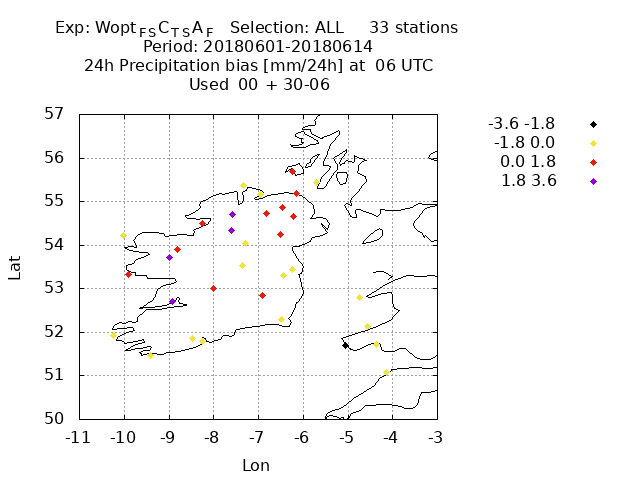 Exp: Wopt FS C TS A F Selection: ALL 33 stations
Period: 20180601-20180614
24h Precipitation bias [mm/24h] at 06 UTC
Used 00 + 30-06
-3.6 -1.8
-1.8 0.0
0.0 1.8
1.8 3.6
57
56
55
54
53
52
51
50
Lat
-11 -10 -9 -8 -7 -6 -5 -4 -3
Lon